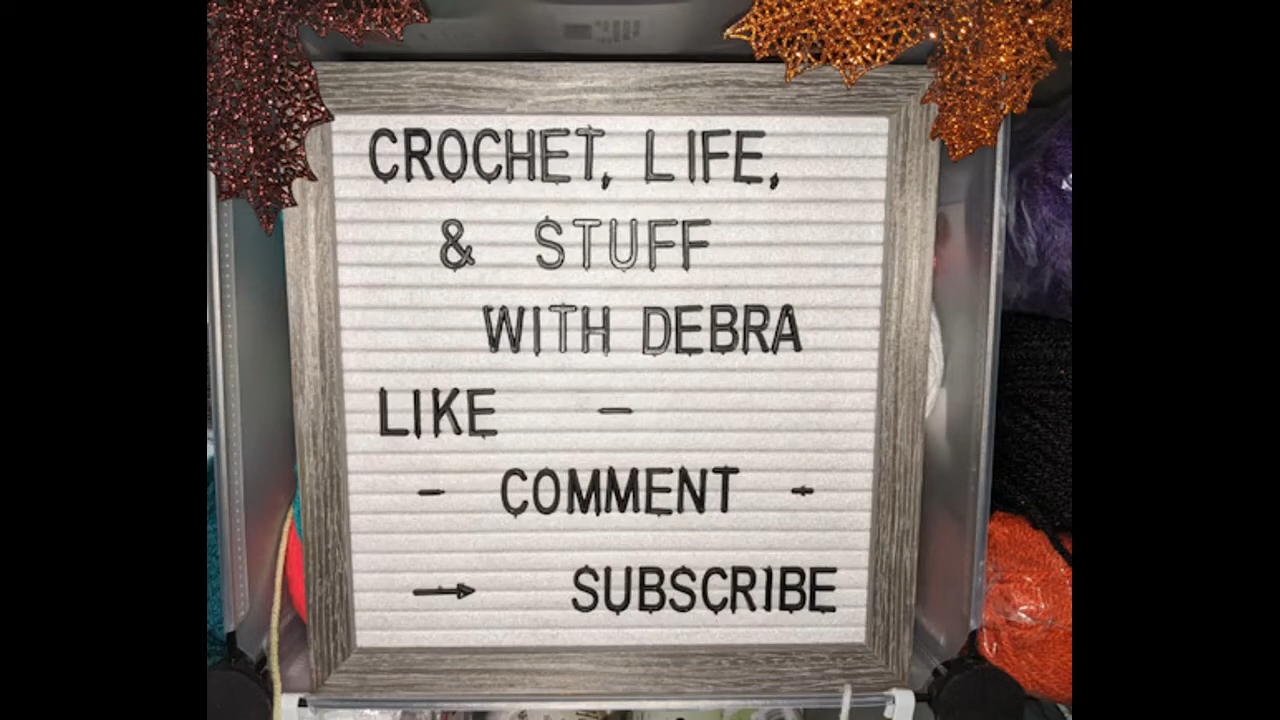 CROCHET, LIFE,
& STUFF
WITH DEBRA
LIKE -
- COMMENT -
→ SUBSCRIBE